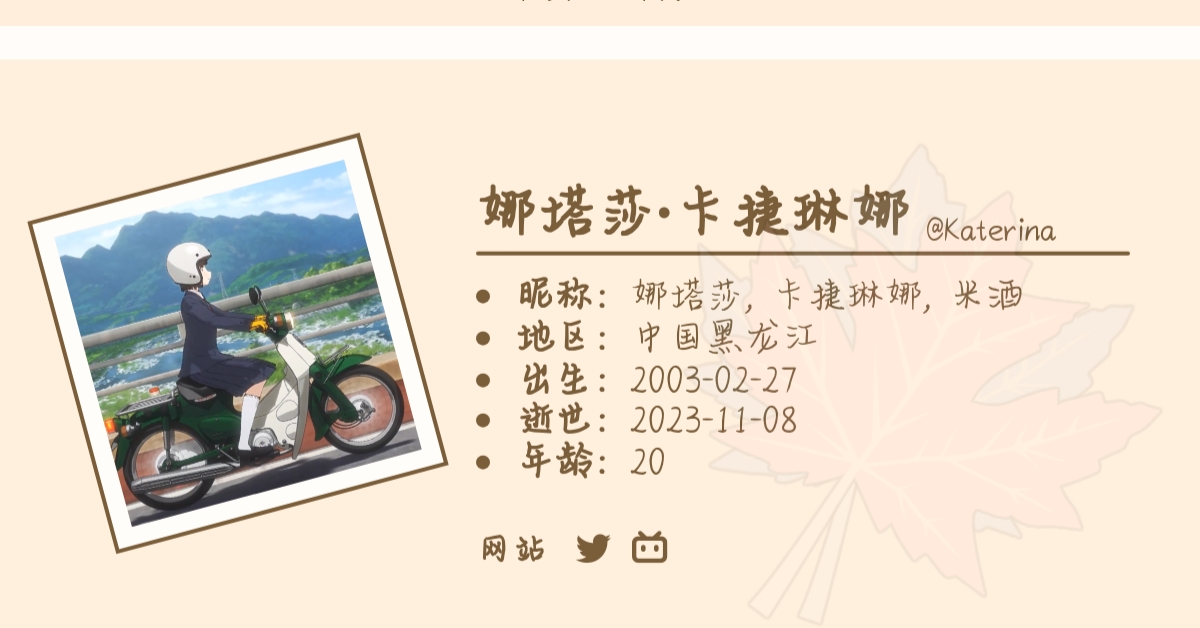 娜塔莎·卡捷琳娜 @Katerina
昵称：娜塔莎，卡捷琳娜，米酒
地区：中国黑龙江
出生：2003-02-27
逝世：2023-11-08
年龄：20
网站